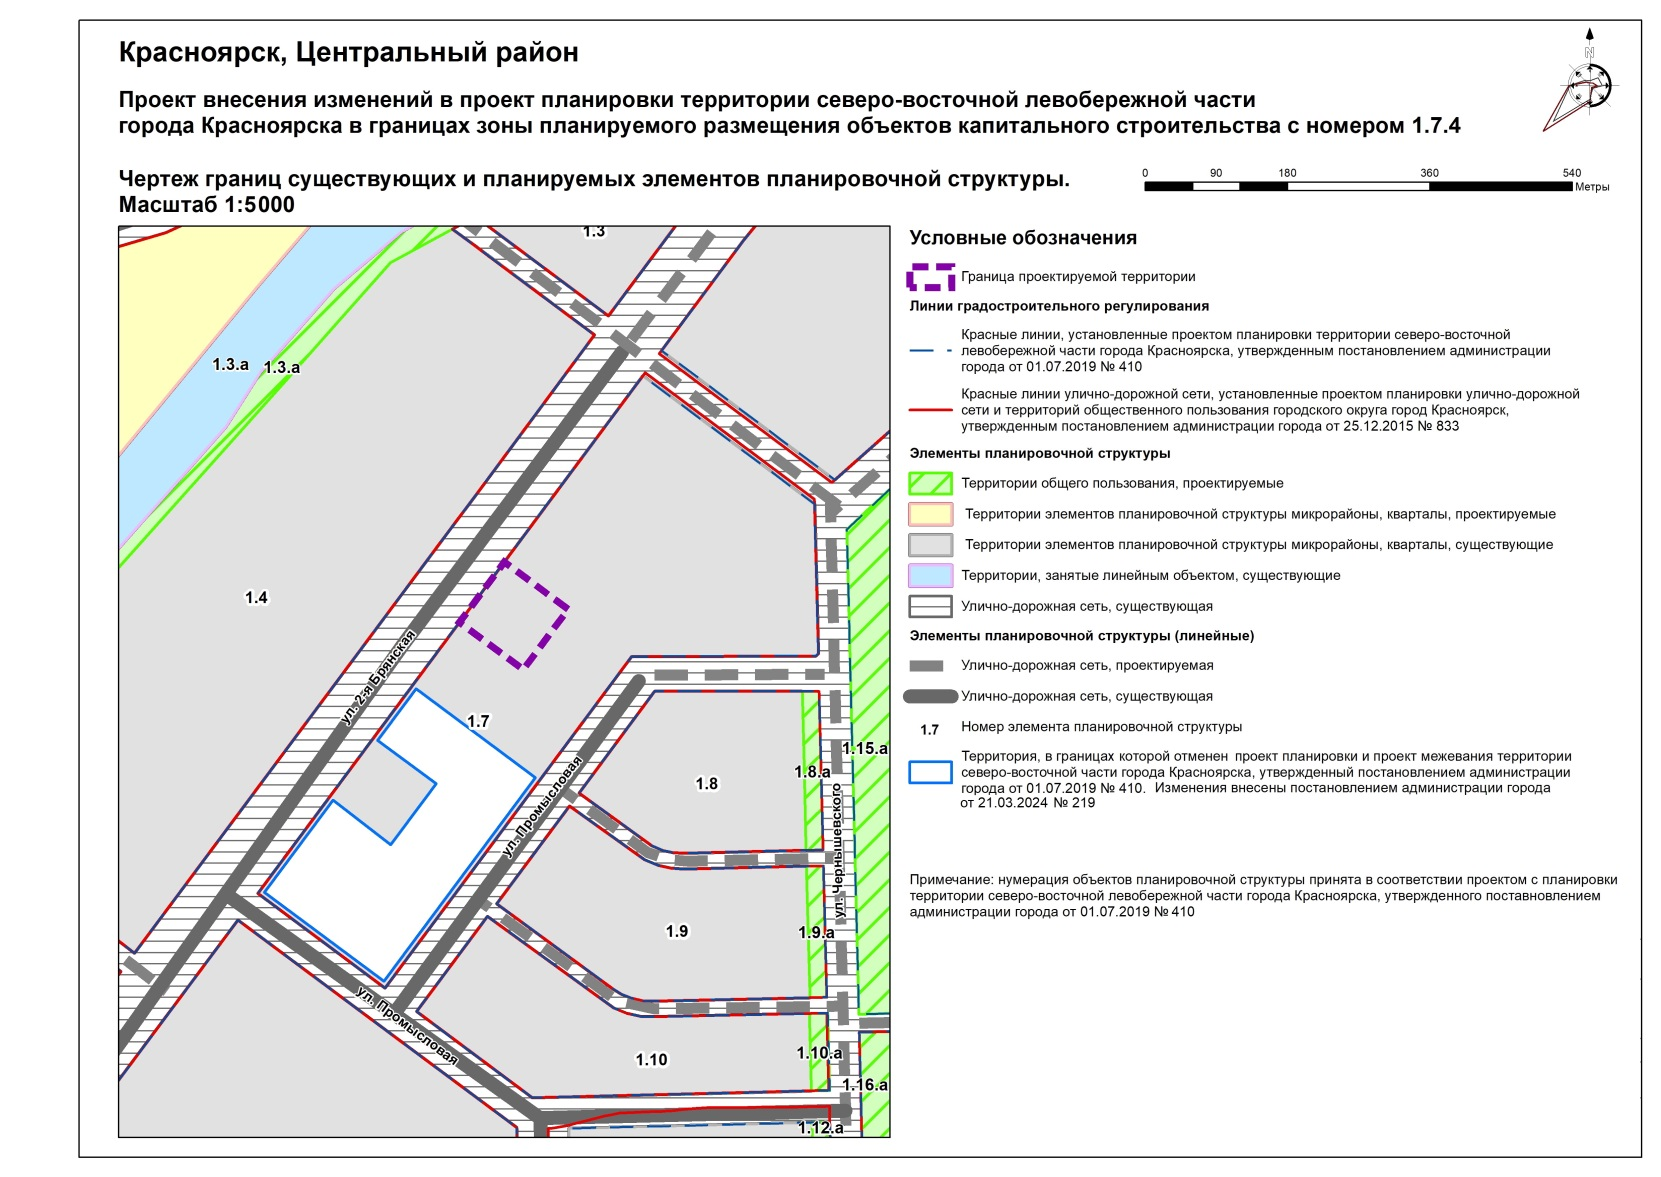 Красноярск, Центральный район
Проект внесения изменений в проект планировки территории северо-восточной левобережной части
города Красноярска в границах зоны планируемого размещения объектов капитального строительства с номером 1.7.4
N
Чертеж границ существующих и планируемых элементов планировочной структуры.
Масштаб 1:5000
0 90 180 360 540
Метры
1.3
1.3.а 1.3.а
1.4
ул. 2-я Брянская
1.7
1.15.а
1.8.а
1.8
ул. Промысловая
ул. Чернышевского
1.9
1.9.а
ул. Промысловая
1.10
1.10.а
1.16.а
1.12.а
Условные обозначения
Граница проектируемой территории
Линии градостроительного регулирования
Красные линии, установленные проектом планировки территории северо-восточной
левобережной части города Красноярска, утвержденным постановлением администрации
города от 01.07.2019 № 410
Красные линии улично-дорожной сети, установленные проектом планировки улично-дорожной
сети и территорий общественного пользования городского округа город Красноярск,
утвержденным постановлением администрации города от 25.12.2015 № 833
Элементы планировочной структуры
Территории общего пользования, проектируемые
Территории элементов планировочной структуры микрорайоны, кварталы, проектируемые
Территории элементов планировочной структуры микрорайоны, кварталы, существующие
Территории, занятые линейным объектом, существующие
Улично-дорожная сеть, существующая
Элементы планировочной структуры (линейные)
Улично-дорожная сеть, проектируемая
Улично-дорожная сеть, существующая
1.7 Номер элемента планировочной структуры
Территория, в границах которой отменен проект планировки и проект межевания территории
северо-восточной части города Красноярска, утвержденный постановлением администрации
города от 01.07.2019 № 410. Изменения внесены постановлением администрации города
от 21.03.2024 № 219
Примечание: нумерация объектов планировочной структуры принята в соответствии проектом с планировки
территории северо-восточной левобережной части города Красноярска, утвержденного поставновлением
администрации города от 01.07.2019 № 410